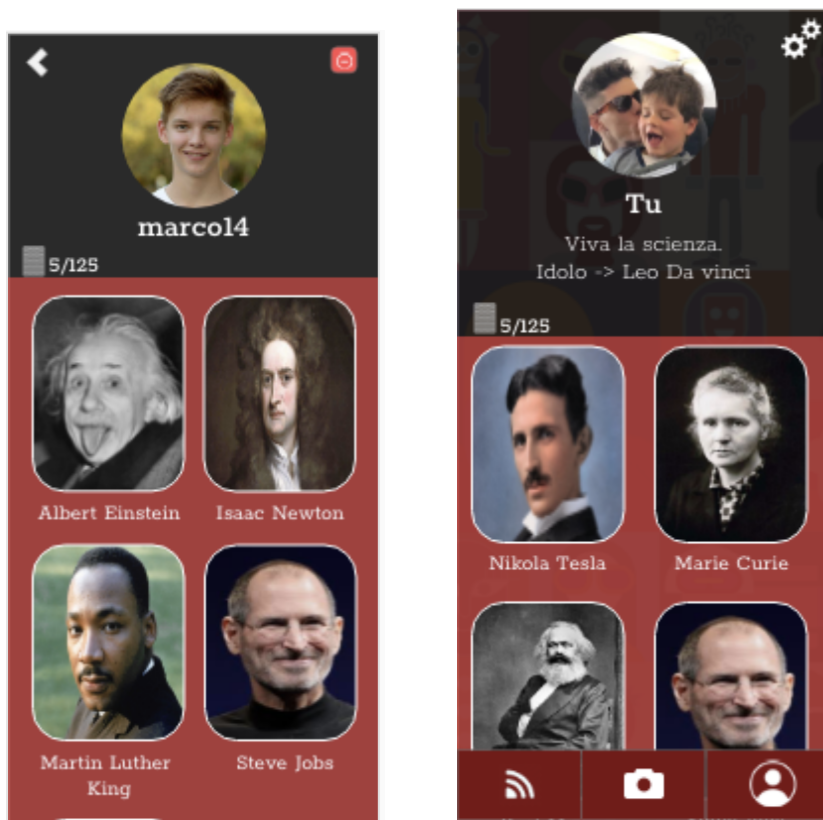 marco14
5/125
Albert Einstein
Isaac Newton
Martin Luther
King
Steve Jobs
Tu
Viva la scienza.
Idolo -> Leo Da vinci
5/125
Nikola Tesla
Marie Curie